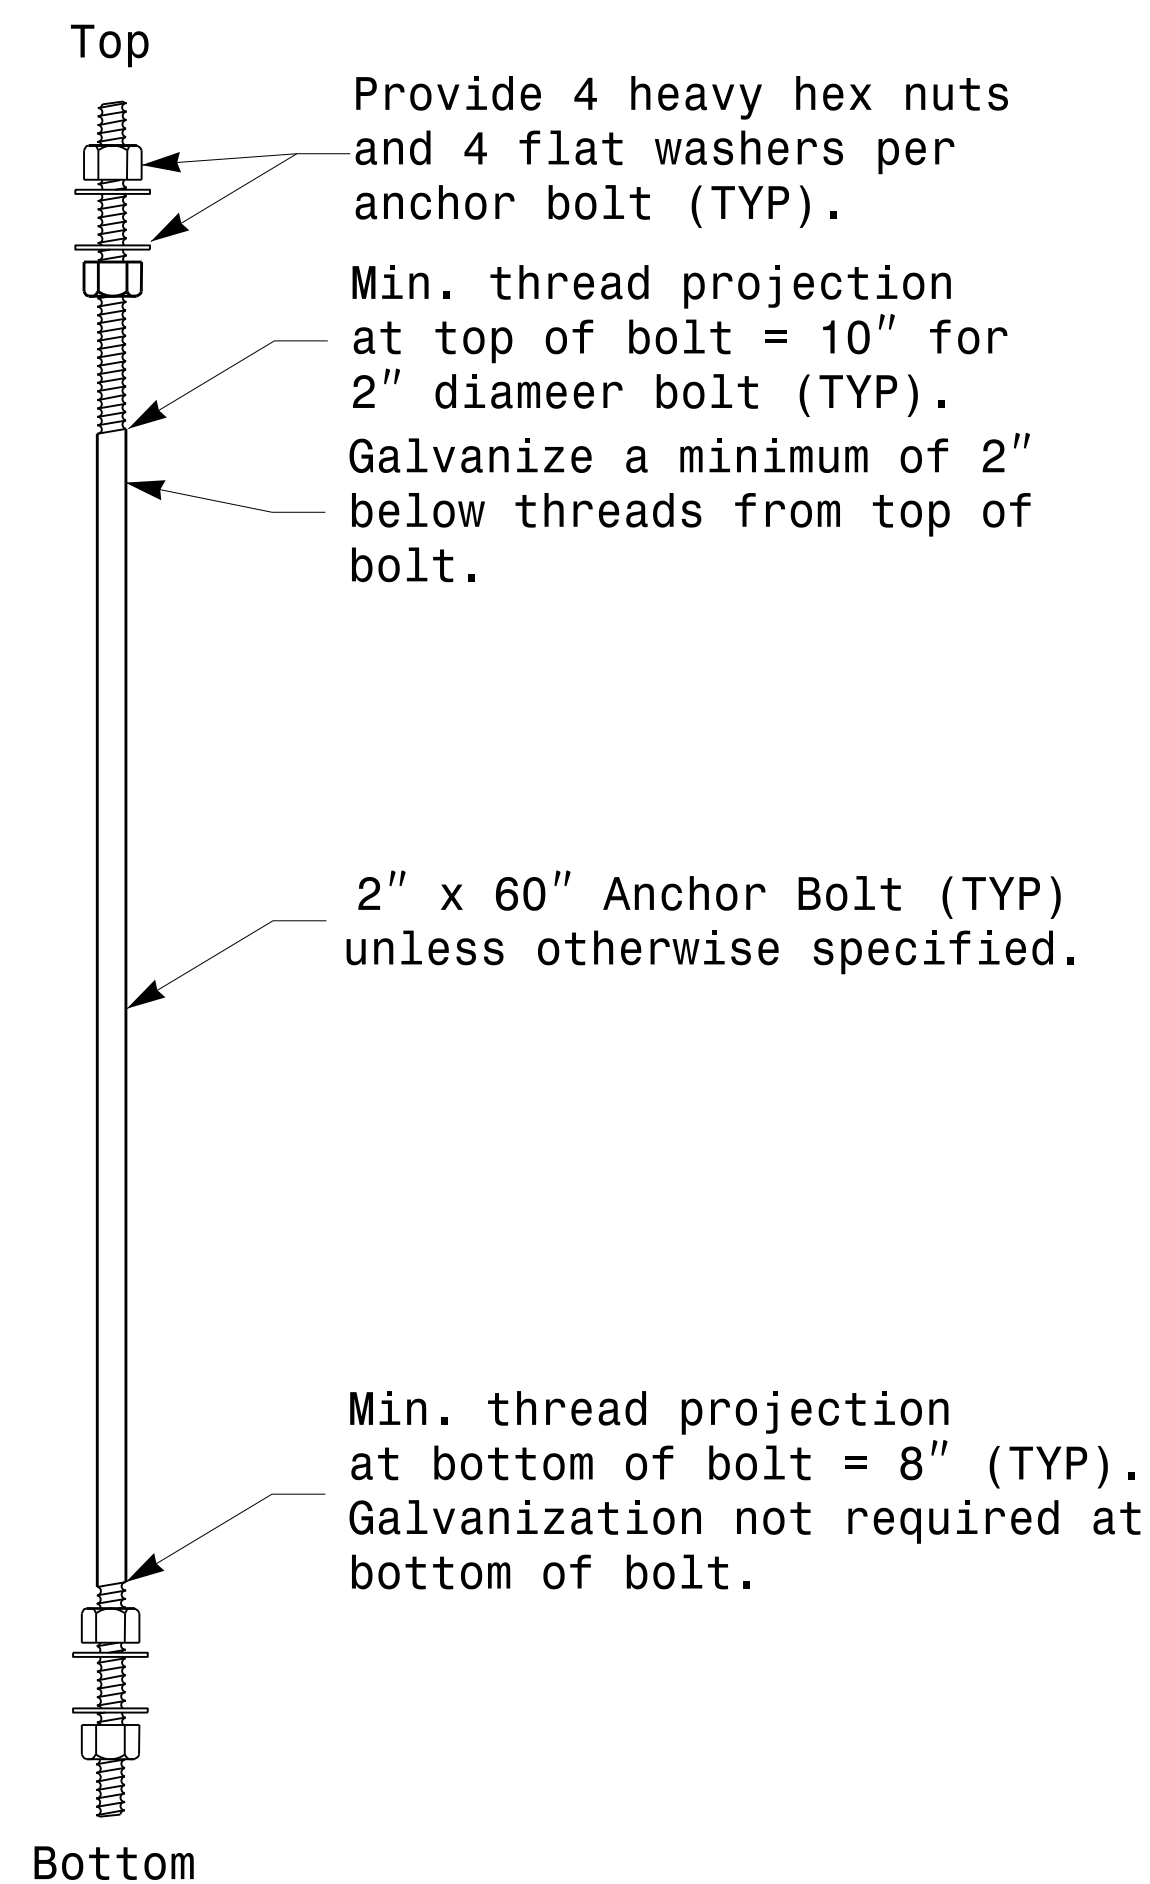 Top
Provide 4 heavy hex nuts
and 4 flat washers per
anchor bolt (TYP).
Min. thread projection
at top of bolt = 10" for
2" diameer bolt (TYP).
Galvanize a minimum of 2"
below threads from top of
bolt.
2" x 60" Anchor Bolt (TYP)
unless otherwise specified.
Min. thread projection
at bottom of bolt = 8" (TYP).
Galvanization not required at
bottom of bolt.
Bottom